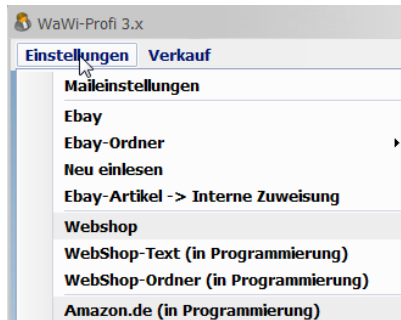 WaWi-Profi 3.x
Einstellungen Verkauf
Maileinstellungen
Ebay
Ebay-Ordner
Neu einlesen
Ebay-Artikel -> Interne Zuweisung
Webshop
WebShop-Text (in Programmierung)
WebShop-Ordner (in Programmierung)
Amazon.de (in Programmierung)